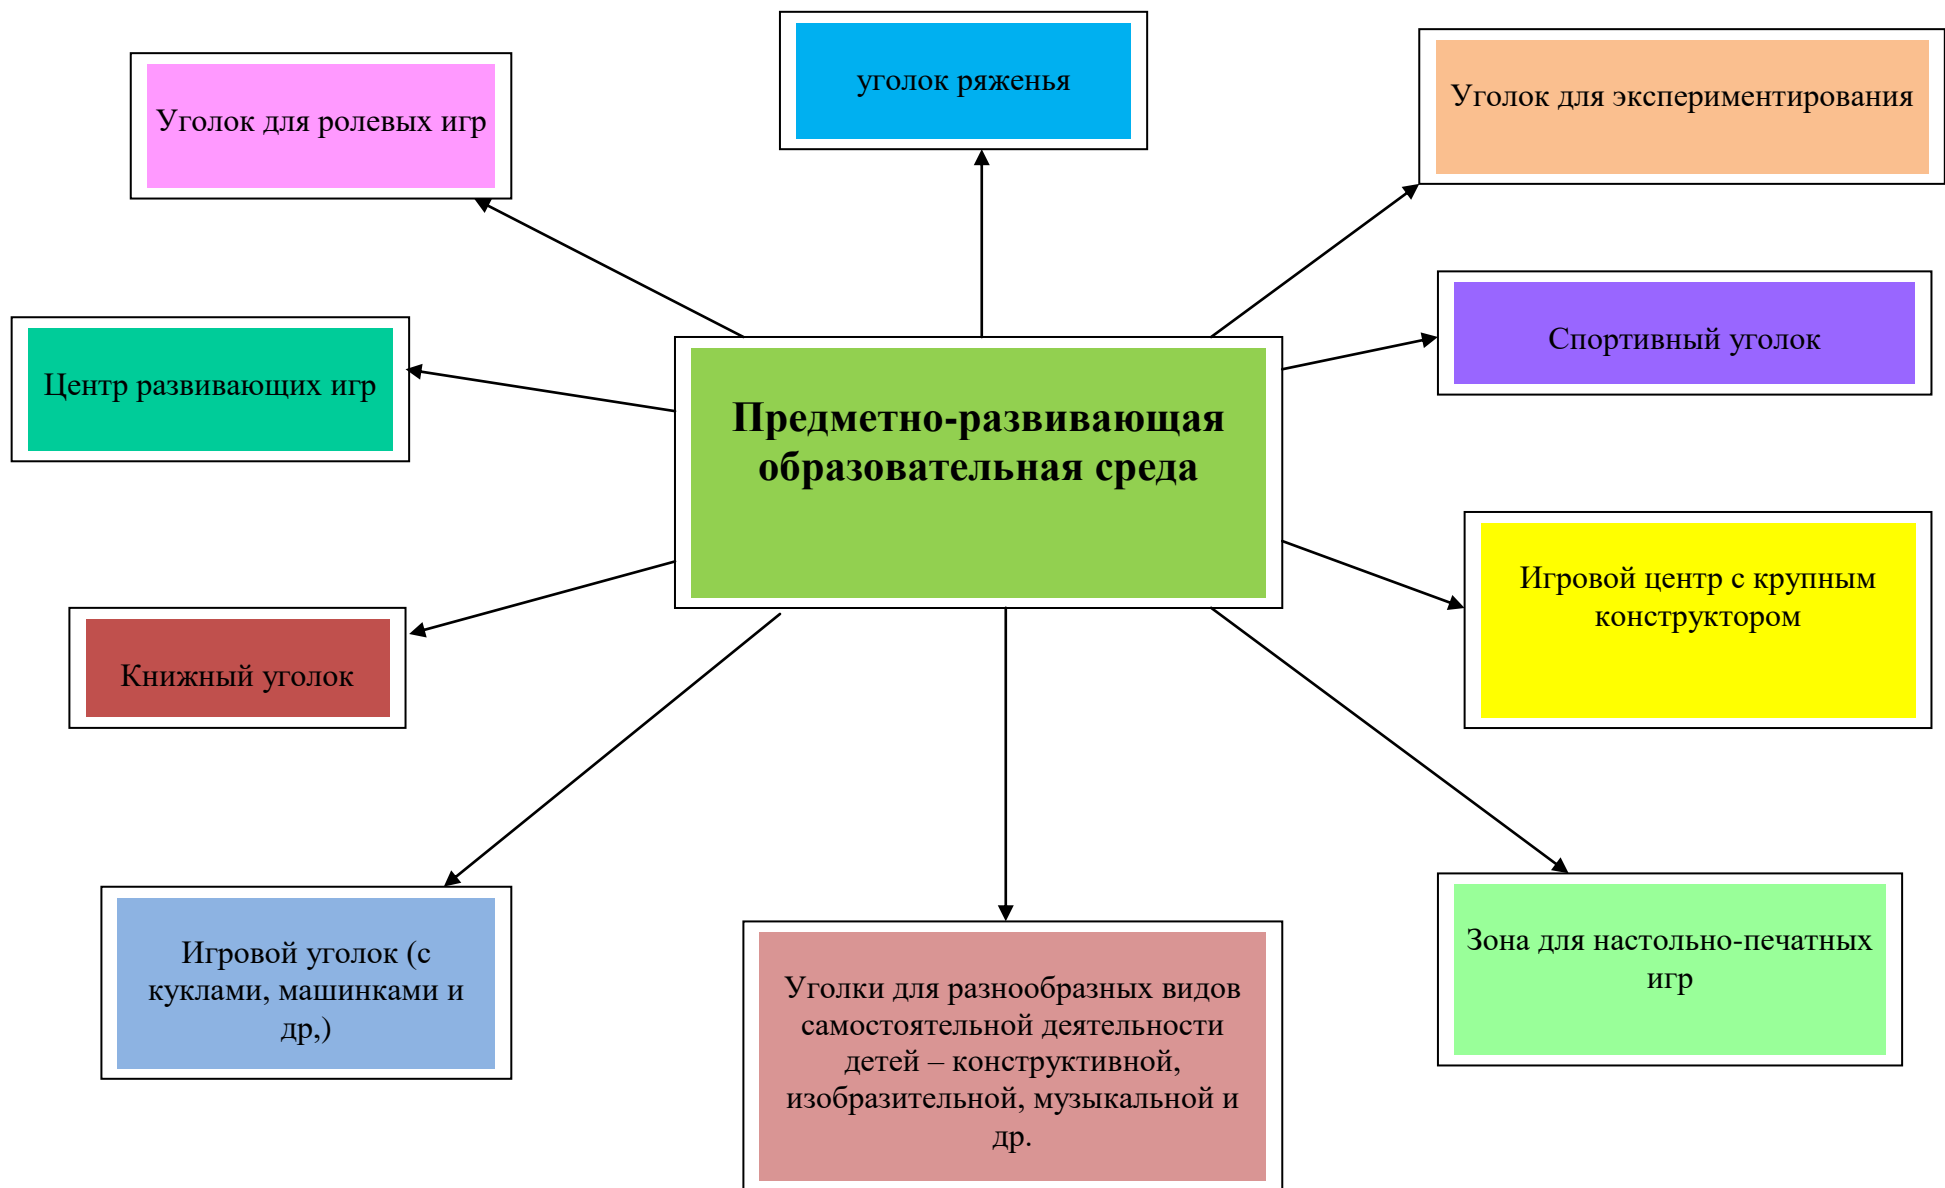 уголок ряженья
Уголок для ролевых игр
Уголок для экспериментирования
Центр развивающих игр
Спортивный уголок
Предметно-развивающая
образовательная среда
Книжный уголок
Игровой центр с крупным
конструктором
Игровой уголок (с
куклами, машинками и
др,)
Уголки для разнообразных видов
самостоятельной деятельности
детей – конструктивной,
изобразительной, музыкальной и
др.
Зона для настольно-печатных
игр